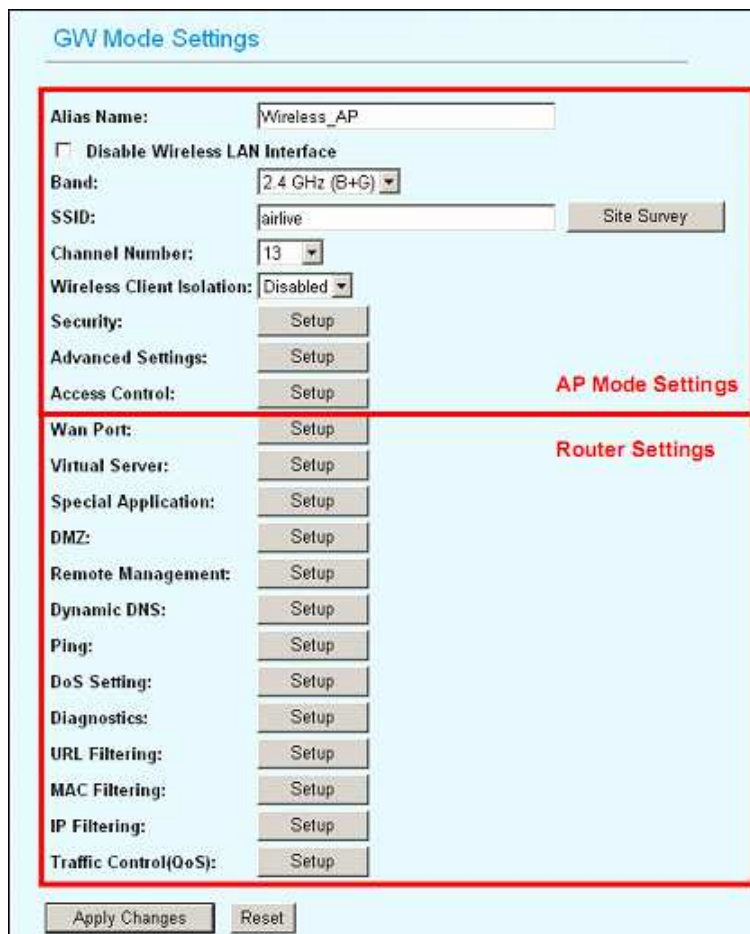 GW Mode Settings
Alias Name: Wireless_AP
Disable Wireless LAN Interface
Band: 2.4 GHz (B+G)
SSID: airlive Site Survey
Channel Number: 13
Wireless Client Isolation: Disabled
Security: Setup
Advanced Settings: Setup
AP Mode Settings
Access Control: Setup
Wan Port: Setup
Router Settings
Virtual Server: Setup
Special Application: Setup
DMZ: Setup
Remote Management: Setup
Dynamic DNS: Setup
Ping: Setup
DoS Setting: Setup
Diagnostics: Setup
URL Filtering: Setup
MAC Filtering: Setup
IP Filtering: Setup
Traffic Control(QoS): Setup
Apply Changes Reset